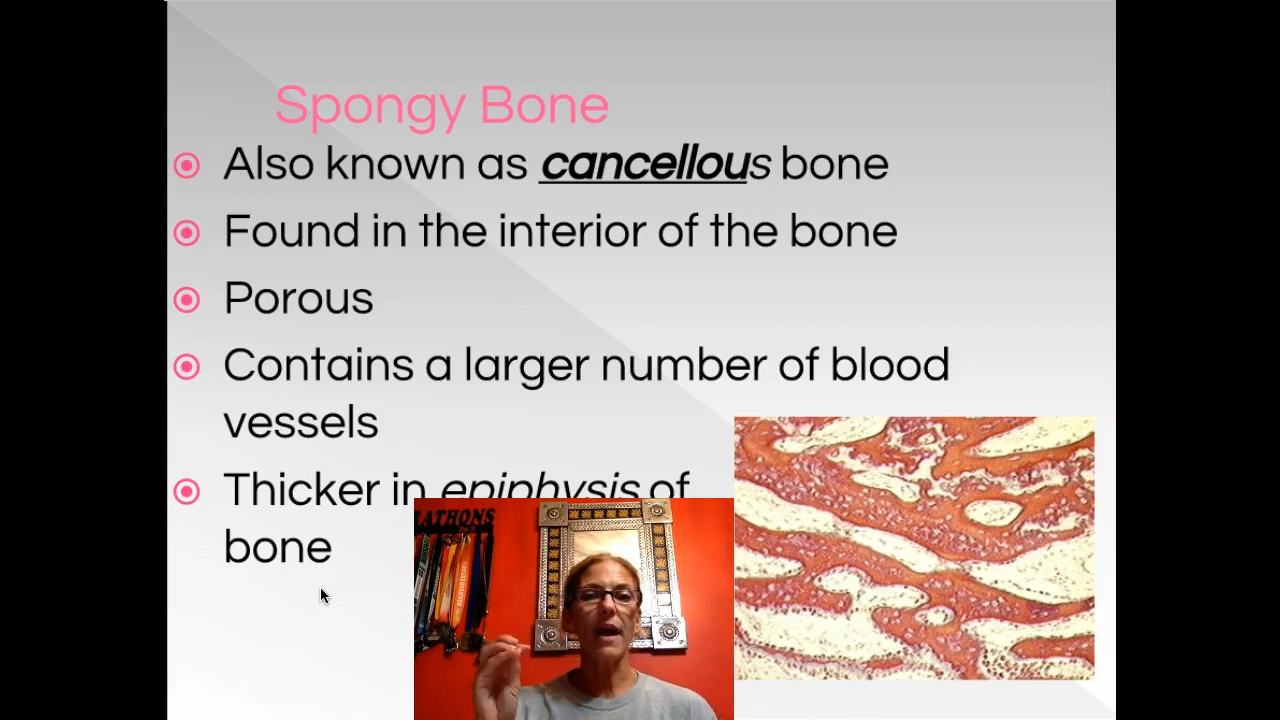 Spongy Bone
Also known as cancellous bone
Found in the interior of the bone
Porous
Contains a larger number of blood
vessels
Thicker in epiphysis of
bone
ATHONS